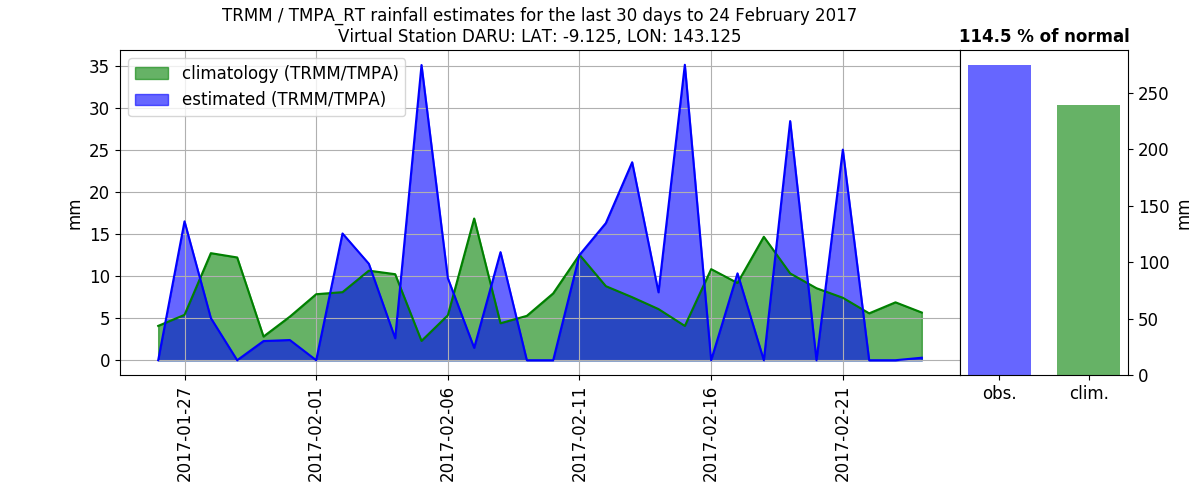 TRMM / TMPA_RT rainfall estimates for the last 30 days to 24 February 2017
Virtual Station DARU: LAT: -9.125, LON: 143.125
114.5 % of normal
climatology (TRMM/TMPA)
estimated (TRMM/TMPA)
35
30
25
20
15
10
5
0
mm
2017-01-27
2017-02-01
2017-02-06
2017-02-11
2017-02-16
2017-02-21
250
200
150
100
50
0
mm
obs.
clim.